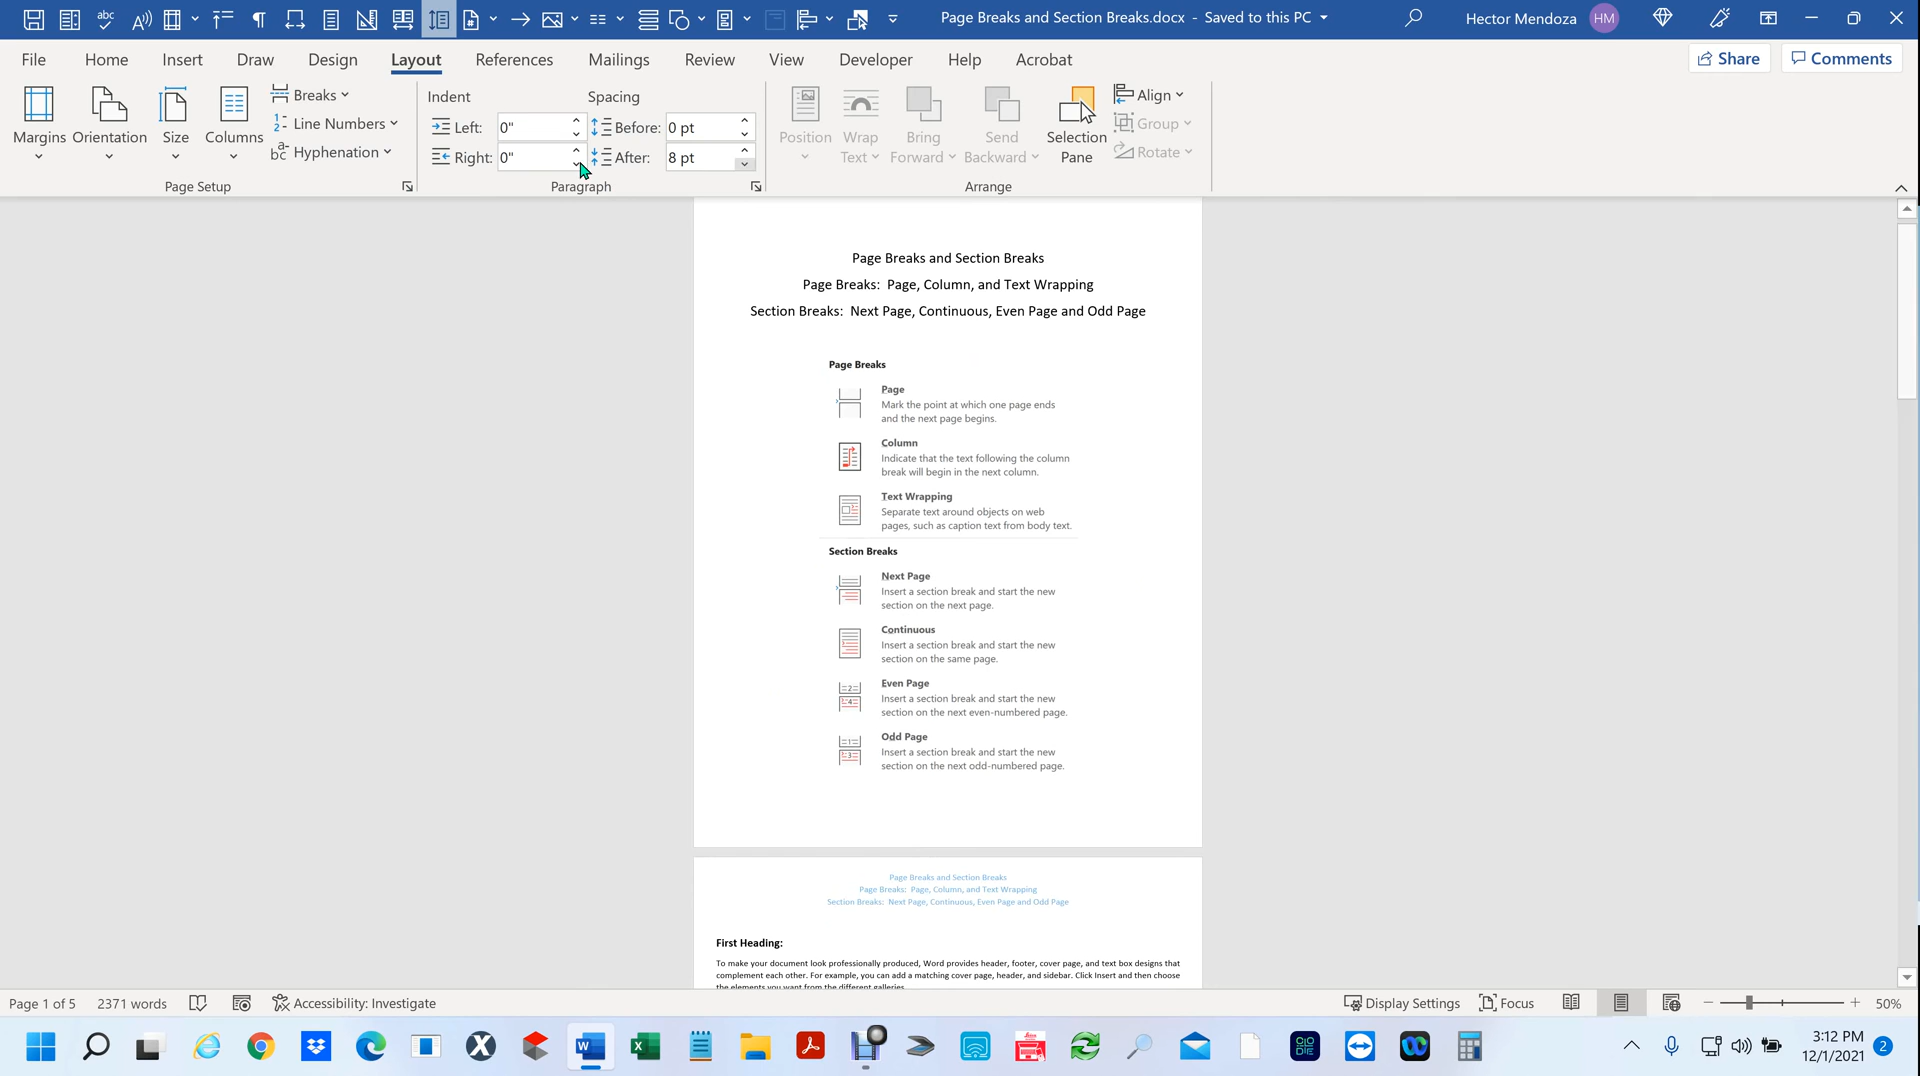 Page Breaks and Section Breaks.docx - Saved to this PC
Hector Mendoza HM
File Home Insert Draw Design Layout References Mailings Review View Developer Help Acrobat
Share Comments
Margins
Orientation
Size
Columns
Breaks
Line Numbers
Hyphenation
Page Setup
Indent
Left: 0"
Right: 0"
Spacing
Before: 0 pt
After: 8 pt
Paragraph
Position
Wrap
Text
Bring
Forward
Send
Backward
Selection
Pane
Align
Group
Rotate
Arrange
Page Breaks and Section Breaks
Page Breaks: Page, Column, and Text Wrapping
Section Breaks: Next Page, Continuous, Even Page and Odd Page
Page Breaks
Page
Mark the point at which one page ends
and the next page begins.
Column
Indicate that the text following the column
break will begin in the next column.
Text Wrapping
Separate text around objects on web
pages, such as caption text from body text.
Section Breaks
Next Page
Insert a section break and start the new
section on the next page.
Continuous
Insert a section break and start the new
section on the same page.
Even Page
Insert a section break and start the new
section on the next even-numbered page.
Odd Page
Insert a section break and start the new
section on the next odd-numbered page.
Page Breaks and Section Breaks
Page Breaks: Page, Column, and Text Wrapping
Section Breaks: Next Page, Continuous, Even Page and Odd Page
First Heading:
To make your document look professionally produced, Word provides header, footer, cover page, and text box designs that
complement each other. For example, you can add a matching cover page, header, and sidebar. Click Insert and then choose
the elements you want from the different galleries.
Page 1 of 5 2371 words Accessibility: Investigate
Display Settings Focus 50%
3:12 PM
12/1/2021 2